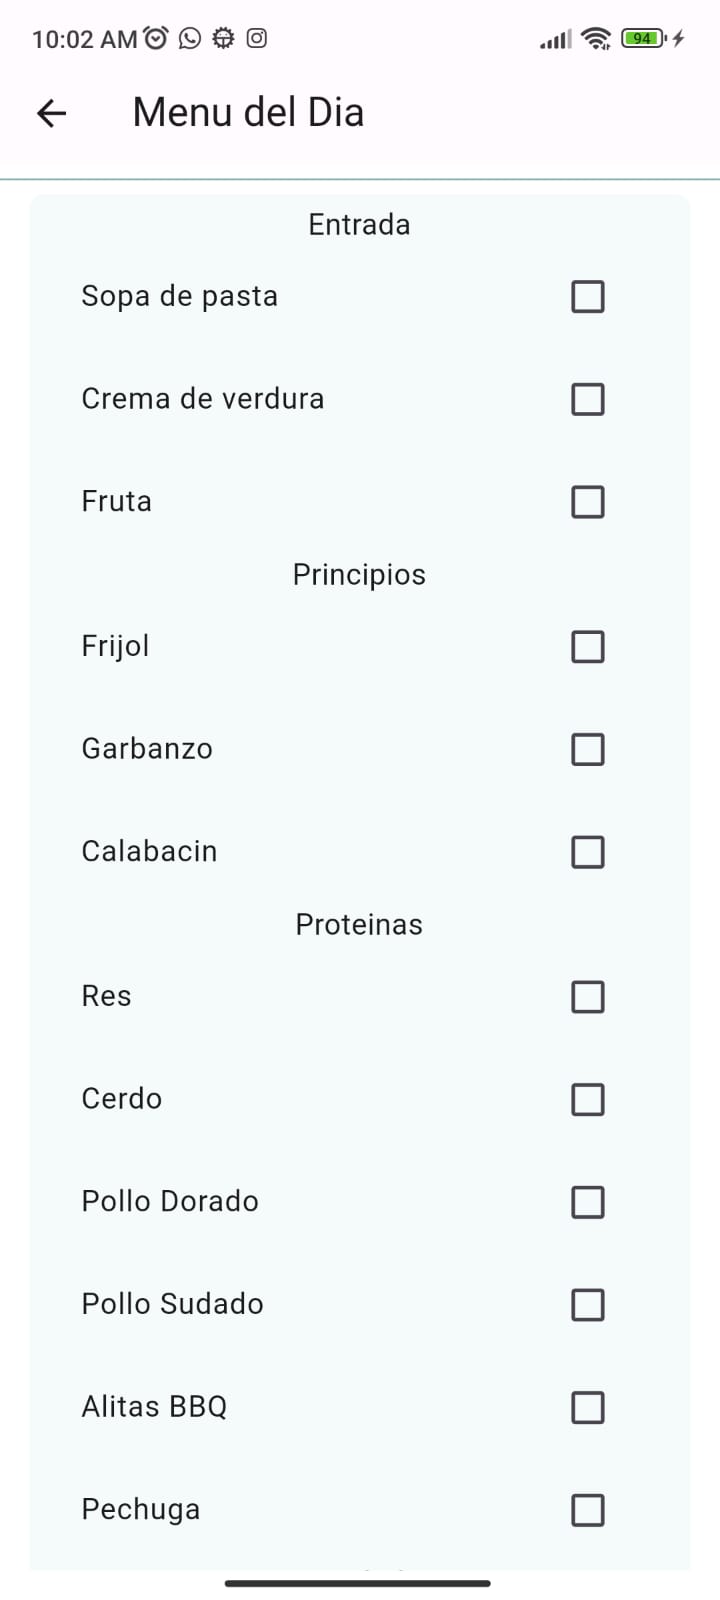 10:02 AM
94
Menu del Dia
Entrada
Sopa de pasta
Crema de verdura
Fruta
Principios
Frijol
Garbanzo
Calabacin
Proteinas
Res
Cerdo
Pollo Dorado
Pollo Sudado
Alitas BBQ
Pechuga